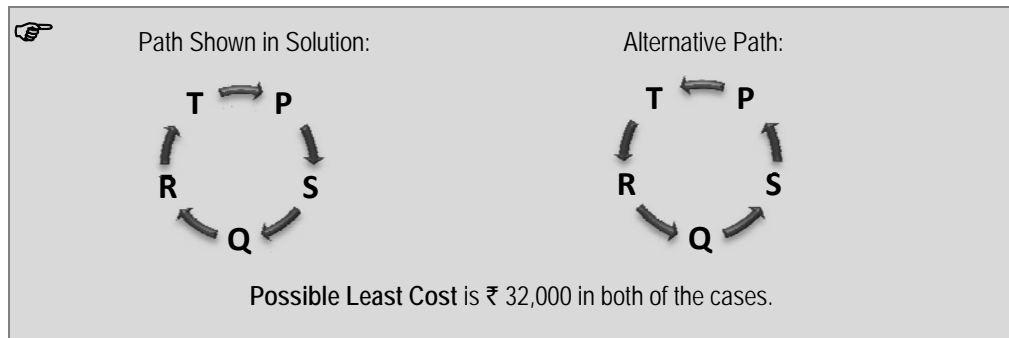 Path Shown in Solution: Alternative Path:
T P T P
R S R S
Q Q
Possible Least Cost is ₹ 32,000 in both of the cases.